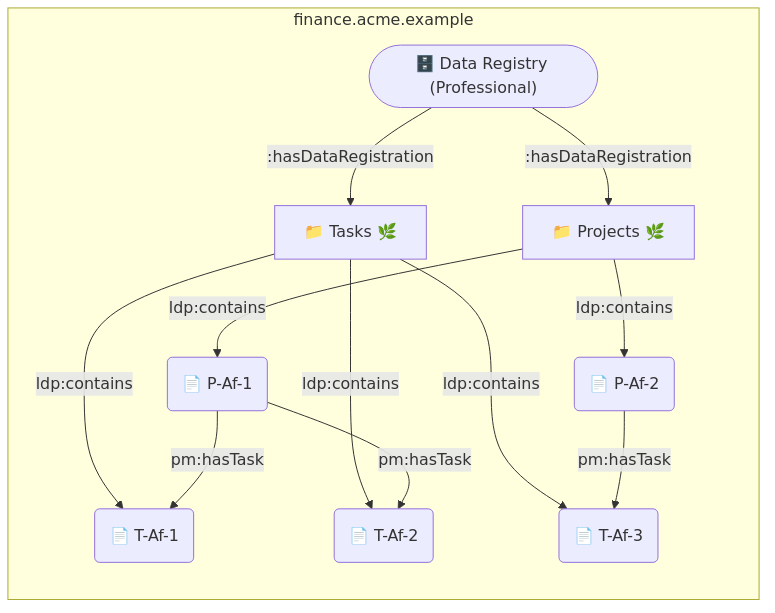 finance.acme.example
🗄️ Data Registry
(Professional)
:hasDataRegistration
:hasDataRegistration
📁 Tasks 🌿
📁 Projects 🌿
ldp:contains
ldp:contains
ldp:contains
ldp:contains
ldp:contains
📄 P-Af-1
📄 P-Af-2
pm:hasTask
pm:hasTask
pm:hasTask
📄 T-Af-1
📄 T-Af-2
📄 T-Af-3